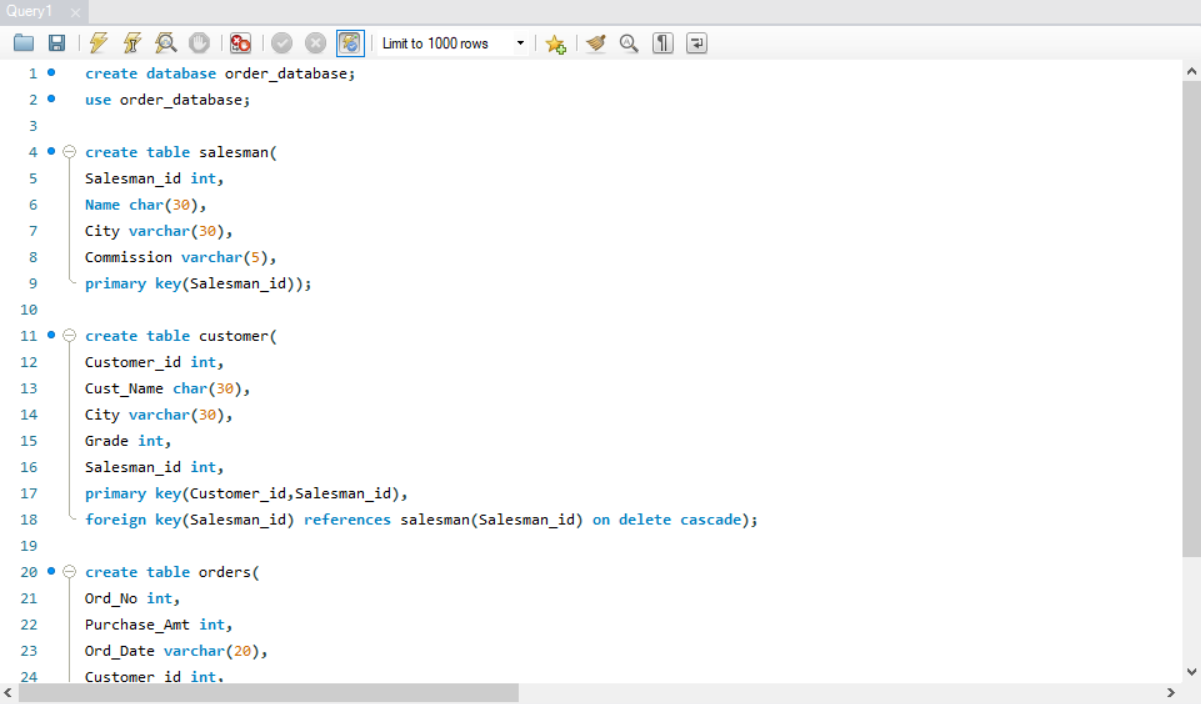 Query1
Limit to 1000 rows
1 create database order_database;
2 use order_database;
3
4 create table salesman(
5 Salesman_id int,
6 Name char(30),
7 City varchar(30),
8 Commission varchar(5),
9 primary key(Salesman_id));
10
11 create table customer(
12 Customer_id int,
13 Cust_Name char(30),
14 City varchar(30),
15 Grade int,
16 Salesman_id int,
17 primary key(Customer_id,Salesman_id),
18 foreign key(Salesman_id) references salesman(Salesman_id) on delete cascade);
19
20 create table orders(
21 Ord_No int,
22 Purchase_Amt int,
23 Ord_Date varchar(20),
24 Customer_id int,